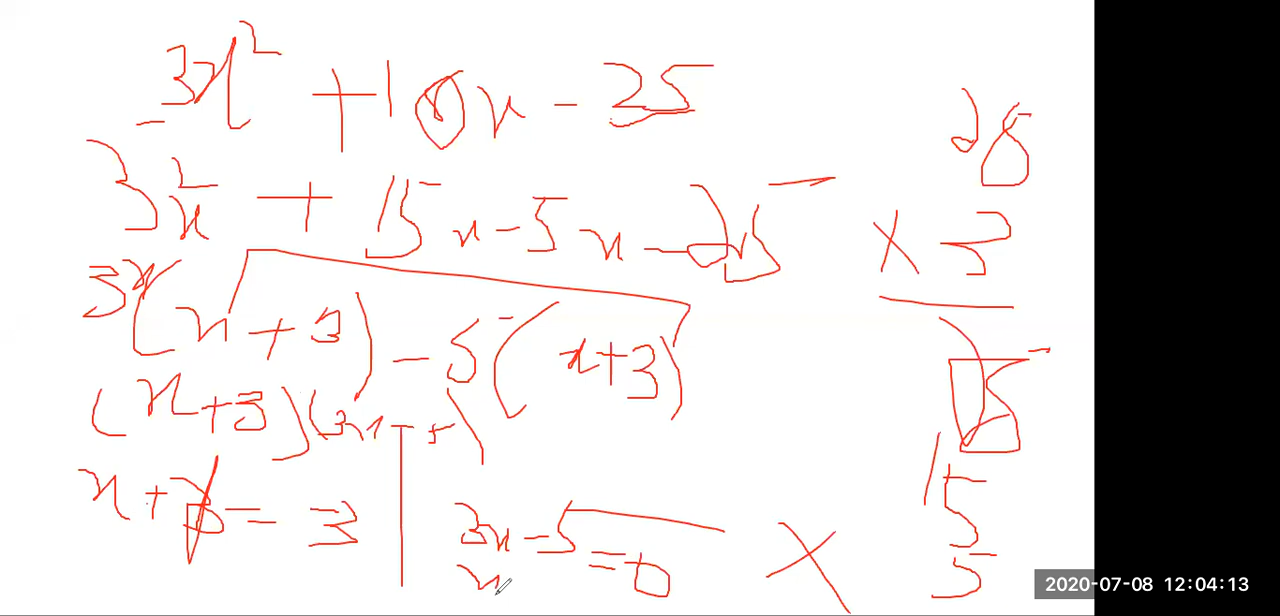 3x² + 10x - 25
3x² + 15x - 5x - 25
3x(x + 3) - 5(x+3)
(x+3)(3x - 5)
x + 3 = 3
3x - 5 = 0
x
25
× 3
75
15
× 5
2020-07-08 12:04:13